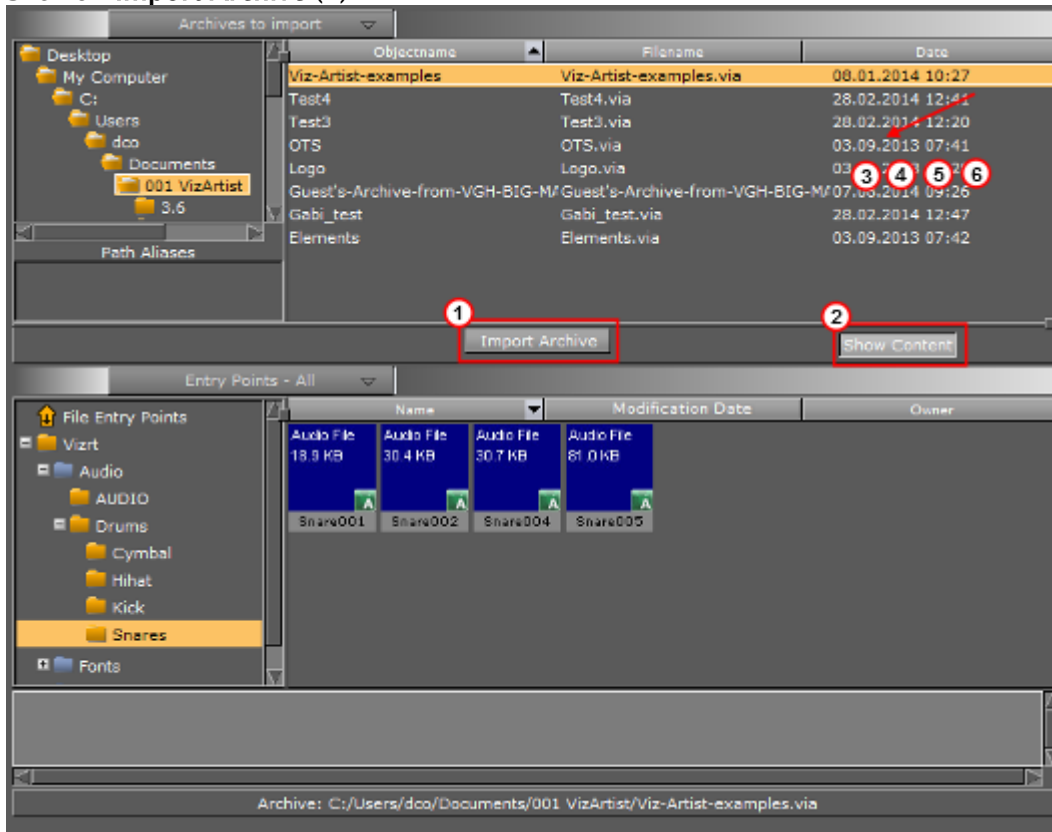 Archives to import
Desktop
My Computer
C:
Users
dco
Documents
001 VizArtist
3.6
Path Aliases
Objectname Filename Date
Viz-Artist-examples Viz-Artist-examples.via 08.01.2014 10:27
Test4 Test4.via 28.02.2014 12:41
Test3 Test3.via 28.02.2014 12:20
OTS OTS.via 03.09.2013 07:41
Logo Logo.via 03
Guest's-Archive-from-VGH-BIG-MA Guest's-Archive-from-VGH-BIG-MA 2014 09:26
Gabi_test Gabi_test.via 28.02.2014 12:47
Elements Elements.via 03.09.2013 07:42
3 4 5 6
1
Import Archive
2
Show Content
Entry Points - All
File Entry Points
Vizrt
Audio
AUDIO
Drums
Cymbal
Hihat
Kick
Snares
Fonts
Name Modification Date Owner
Audio File Audio File Audio File Audio File
18.9 KB 30.4 KB 30.7 KB 81.0 KB
A A A A
Snare001 Snare002 Snare004 Snare005
Archive: C:/Users/dco/Documents/001 VizArtist/Viz-Artist-examples.via